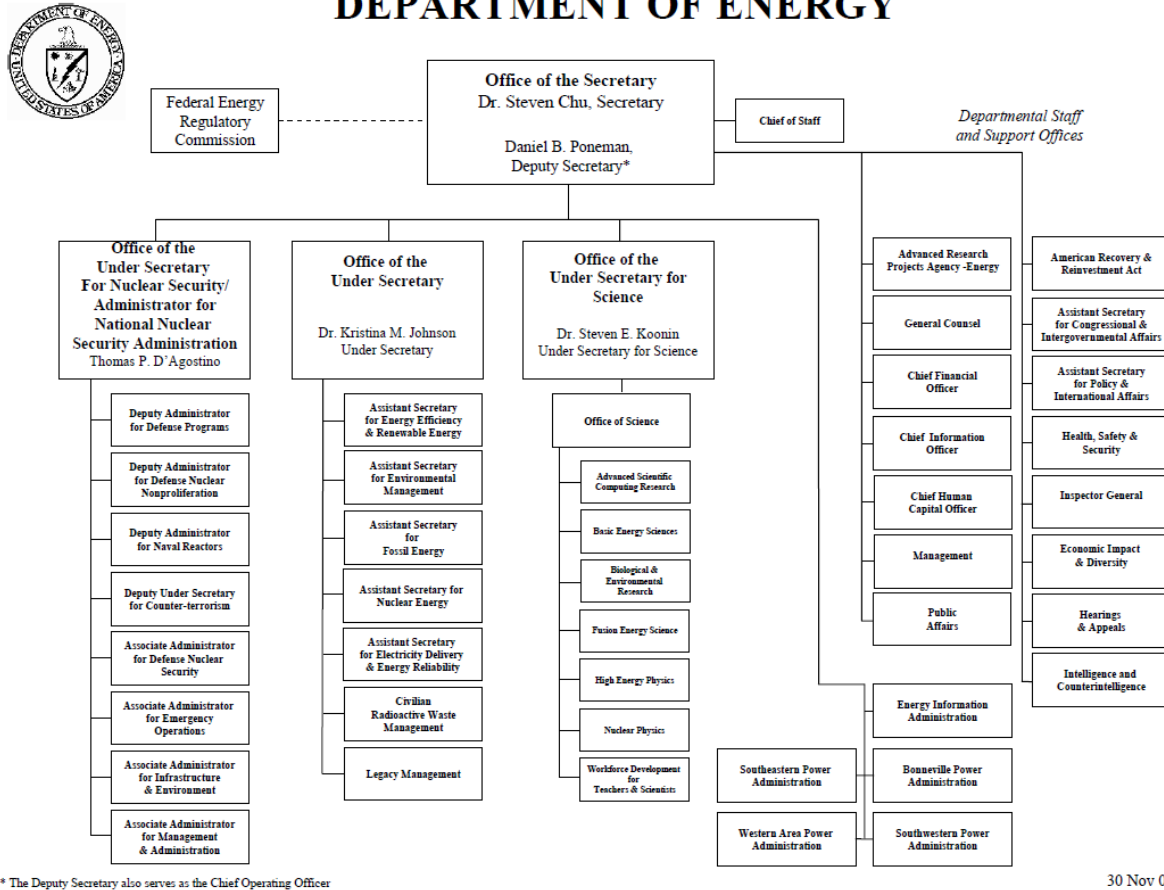 DEPARTMENT OF ENERGY
DEPARTMENT OF ENERGY
UNITED STATES OF AMERICA
Office of the Secretary
Dr. Steven Chu, Secretary
Daniel B. Poneman,
Deputy Secretary*
Federal Energy
Regulatory
Commission
Chief of Staff
Departmental Staff
and Support Offices
Office of the
Under Secretary
For Nuclear Security/
Administrator for
National Nuclear
Security Administration
Thomas P. D'Agostino
Deputy Administrator
for Defense Programs
Deputy Administrator
for Defense Nuclear
Nonproliferation
Deputy Administrator
for Naval Reactors
Deputy Under Secretary
for Counter-terrorism
Associate Administrator
for Defense Nuclear
Security
Associate Administrator
for Emergency
Operations
Associate Administrator
for Infrastructure
& Environment
Associate Administrator
for Management
& Administration
Office of the
Under Secretary
Dr. Kristina M. Johnson
Under Secretary
Assistant Secretary
for Energy Efficiency
& Renewable Energy
Assistant Secretary
for Environmental
Management
Assistant Secretary
for
Fossil Energy
Assistant Secretary for
Nuclear Energy
Assistant Secretary
for Electricity Delivery
& Energy Reliability
Civilian
Radioactive Waste
Management
Legacy Management
Office of the
Under Secretary for
Science
Dr. Steven E. Koonin
Under Secretary for Science
Office of Science
Advanced Scientific
Computing Research
Basic Energy Sciences
Biological &
Environmental
Research
Fusion Energy Science
High Energy Physics
Nuclear Physics
Workforce Development
for
Teachers & Scientists
Advanced Research
Projects Agency -Energy
General Counsel
Chief Financial
Officer
Chief Information
Officer
Chief Human
Capital Officer
Management
Public
Affairs
American Recovery &
Reinvestment Act
Assistant Secretary
for Congressional &
Intergovernmental Affairs
Assistant Secretary
for Policy &
International Affairs
Health, Safety &
Security
Inspector General
Economic Impact
& Diversity
Hearings
& Appeals
Intelligence and
Counterintelligence
Energy Information
Administration
Southeastern Power
Administration
Bonneville Power
Administration
Western Area Power
Administration
Southwestern Power
Administration
* The Deputy Secretary also serves as the Chief Operating Officer
30 Nov 0